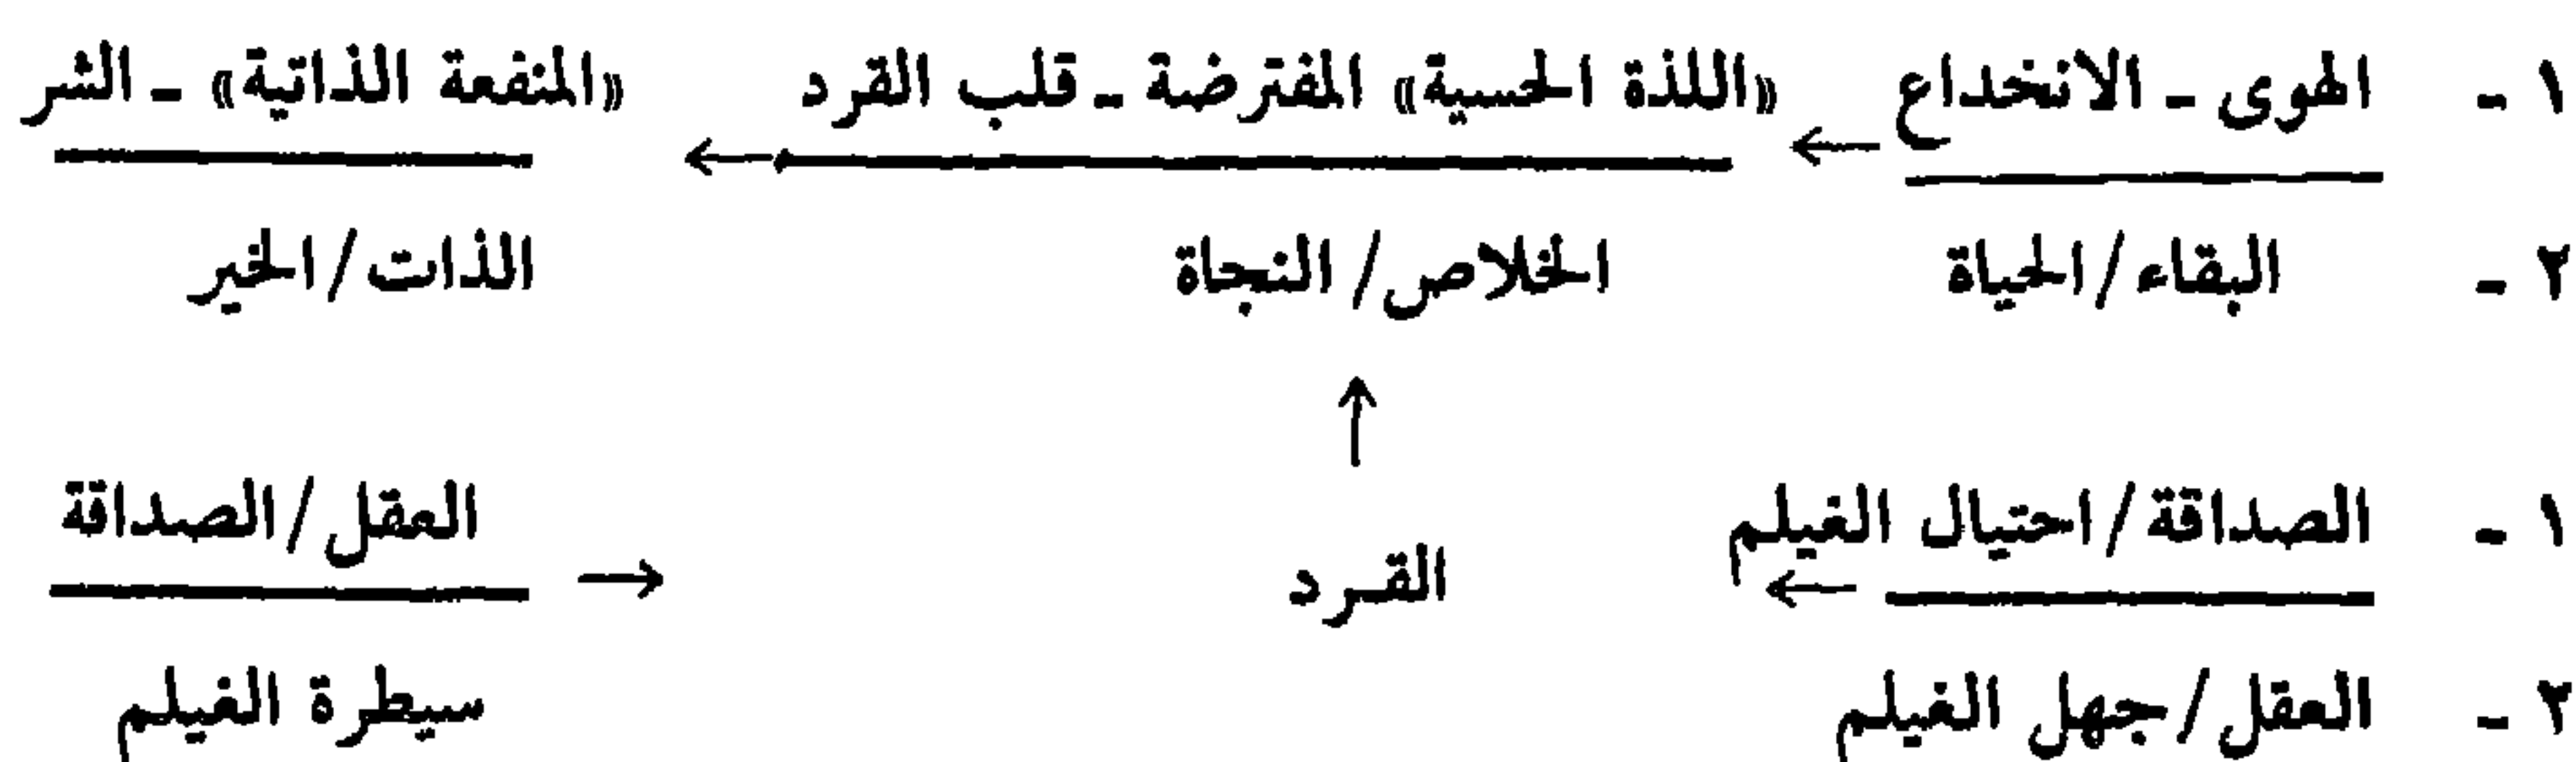 ١ - الهوى - الانخداع ← «اللذة الحسية» المفترضة - قلب القرد ← «المنفعة الذاتية» - الشر
٢ - البقاء/الحياة الخلاص/النجاة الذات/الخير
↑
١ - الصداقة/احتيال الغيلم ← القرد → العقل/الصداقة
٢ - العقل/جهل الغيلم سيطرة الغيلم